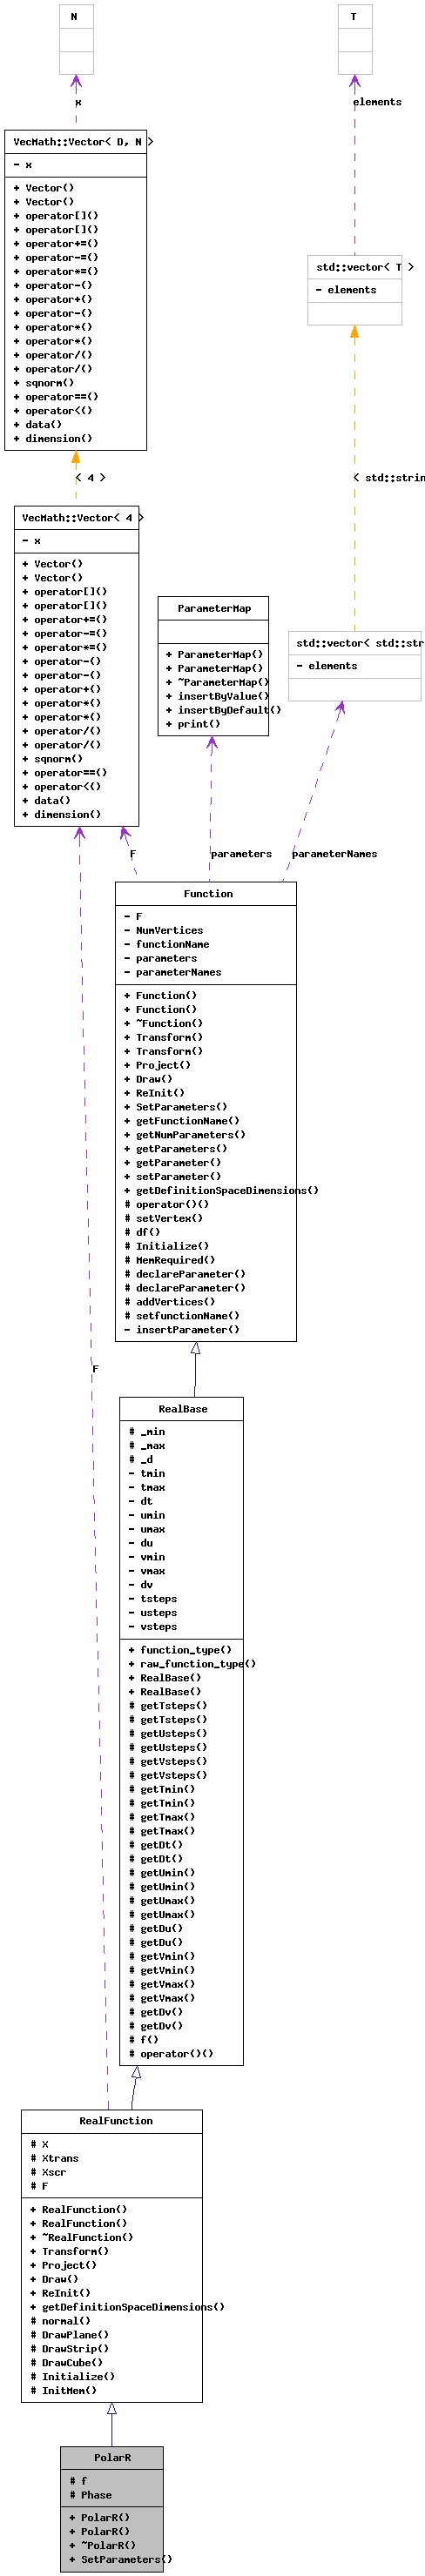 N
T
x
elements
VecMath::Vector< D, N >
- x
+ Vector()
+ Vector()
+ operator[]()
+ operator[]()
+ operator+=()
+ operator-=()
+ operator*=()
+ operator-()
+ operator+()
+ operator-()
+ operator*()
+ operator*()
+ operator/()
+ operator/()
+ sqnorm()
+ operator==()
+ operator<()
+ data()
+ dimension()
std::vector< T >
- elements
< 4 >
< std::strin
VecMath::Vector< 4 >
- x
+ Vector()
+ Vector()
+ operator[]()
+ operator[]()
+ operator+=()
+ operator-=()
+ operator*=()
+ operator-()
+ operator-()
+ operator+()
+ operator*()
+ operator*()
+ operator/()
+ operator/()
+ sqnorm()
+ operator==()
+ operator<()
+ data()
+ dimension()
ParameterMap
+ ParameterMap()
+ ParameterMap()
+ ~ParameterMap()
+ insertByValue()
+ insertByDefault()
+ print()
std::vector< std::str
- elements
F
parameters
parameterNames
Function
- F
- NumVertices
- functionName
- parameters
- parameterNames
+ Function()
+ Function()
+ ~Function()
+ Transform()
+ Transform()
+ Project()
+ Draw()
+ ReInit()
+ SetParameters()
+ getFunctionName()
+ getNumParameters()
+ getParameters()
+ getParameter()
+ setParameter()
+ getDefinitionSpaceDimensions()
# operator()()
# setVertex()
# df()
# Initialize()
# MemRequired()
# declareParameter()
# declareParameter()
# addVertices()
# setfunctionName()
- insertParameter()
F
RealBase
# _min
# _max
# _d
- tmin
- tmax
- dt
- umin
- umax
- du
- vmin
- vmax
- dv
- tsteps
- usteps
- vsteps
+ function_type()
+ raw_function_type()
+ RealBase()
+ RealBase()
# getTsteps()
# getTsteps()
# getUsteps()
# getUsteps()
# getVsteps()
# getVsteps()
# getTmin()
# getTmin()
# getTmax()
# getTmax()
# getDt()
# getDt()
# getUmin()
# getUmin()
# getUmax()
# getUmax()
# getDu()
# getDu()
# getVmin()
# getVmin()
# getVmax()
# getVmax()
# getDv()
# getDv()
# f()
# operator()()
RealFunction
# X
# Xtrans
# Xscr
# F
+ RealFunction()
+ RealFunction()
+ ~RealFunction()
+ Transform()
+ Project()
+ Draw()
+ ReInit()
+ getDefinitionSpaceDimensions()
# normal()
# DrawPlane()
# DrawStrip()
# DrawCube()
# Initialize()
# InitMem()
PolarR
# f
# Phase
+ PolarR()
+ PolarR()
+ ~PolarR()
+ SetParameters()